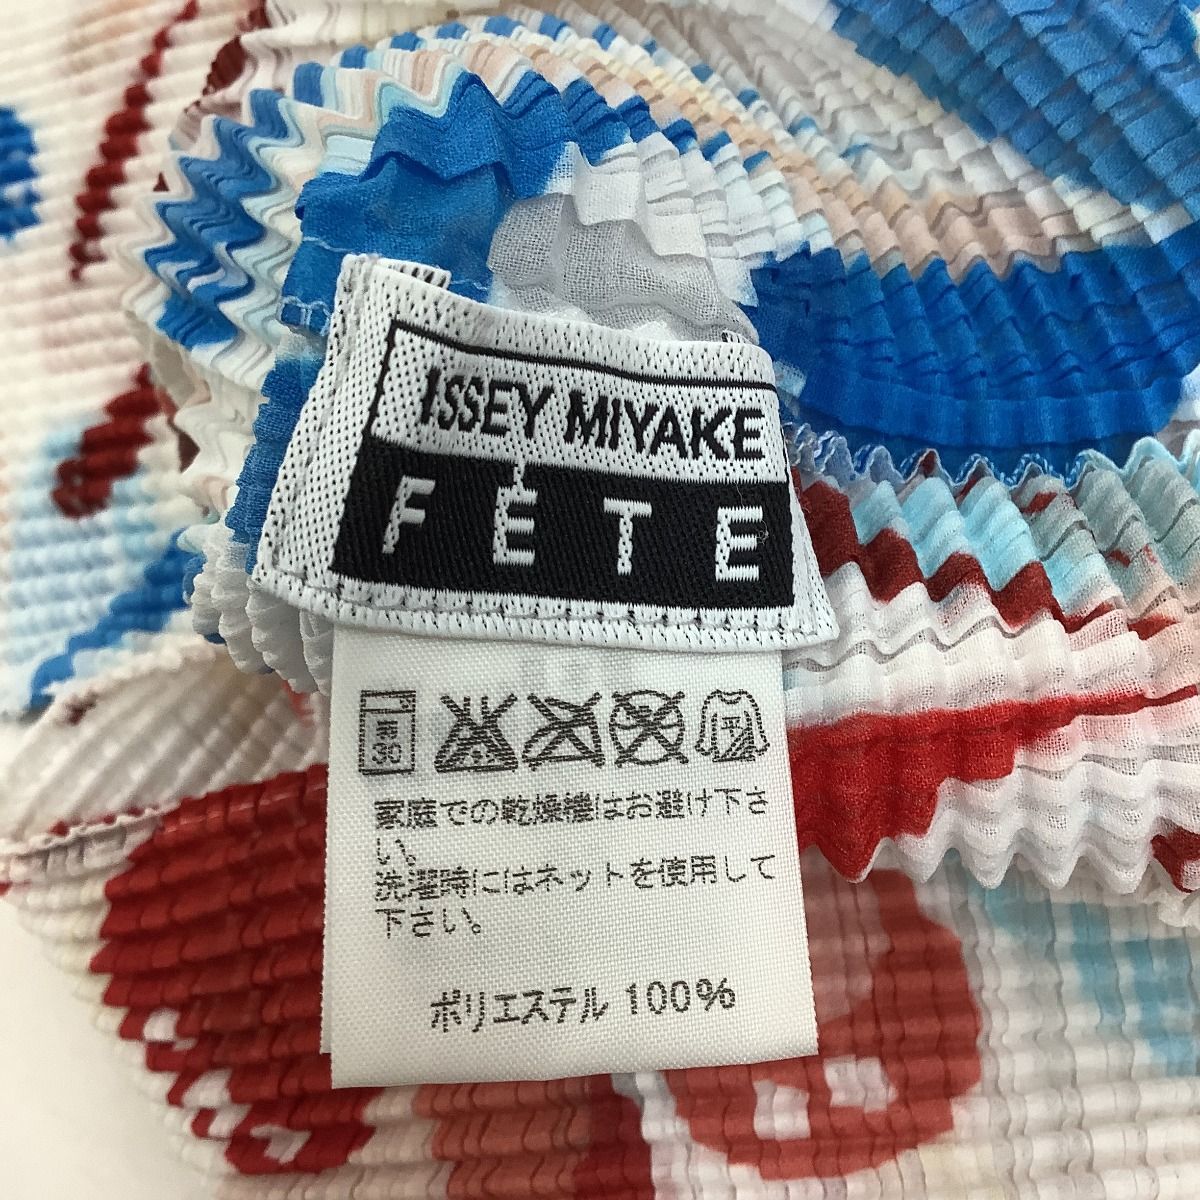 ISSEY MIYAKE
FÊTE
弱
30
家庭での乾燥機はお避け下さ
い。
洗濯時にはネットを使用して
下さい。
ポリエステル 100%